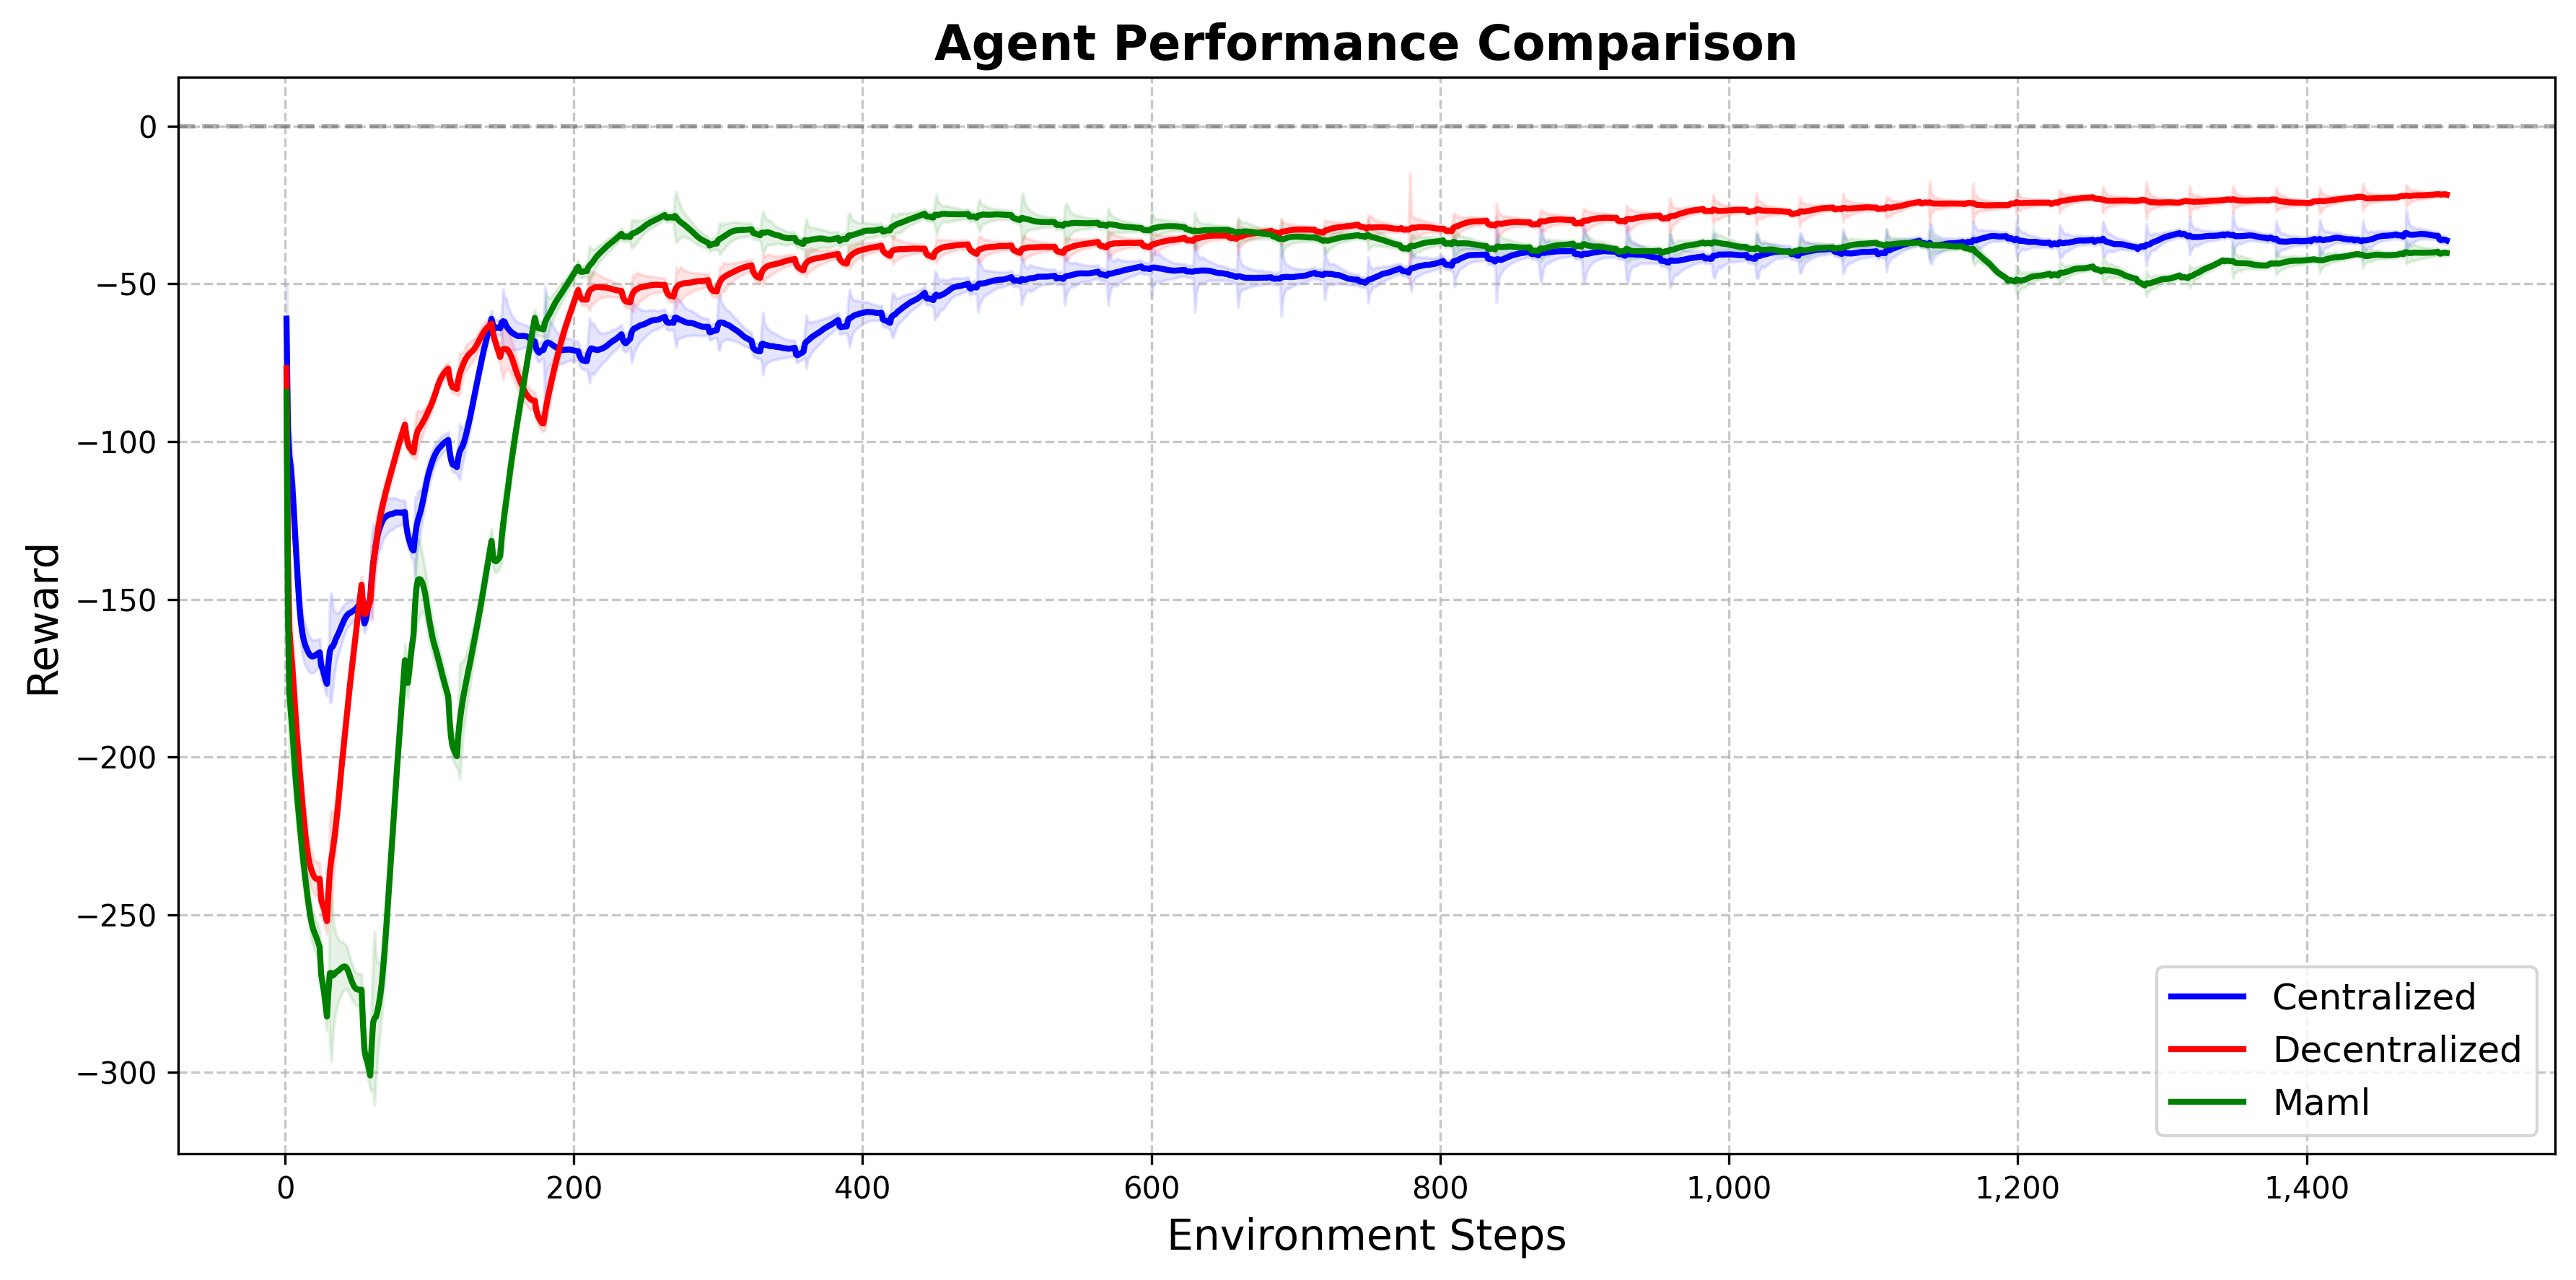 Agent Performance Comparison
0
−50
−100
−150
−200
−250
−300
Reward
0
200
400
600
800
1,000
1,200
1,400
Environment Steps
Centralized
Decentralized
Maml